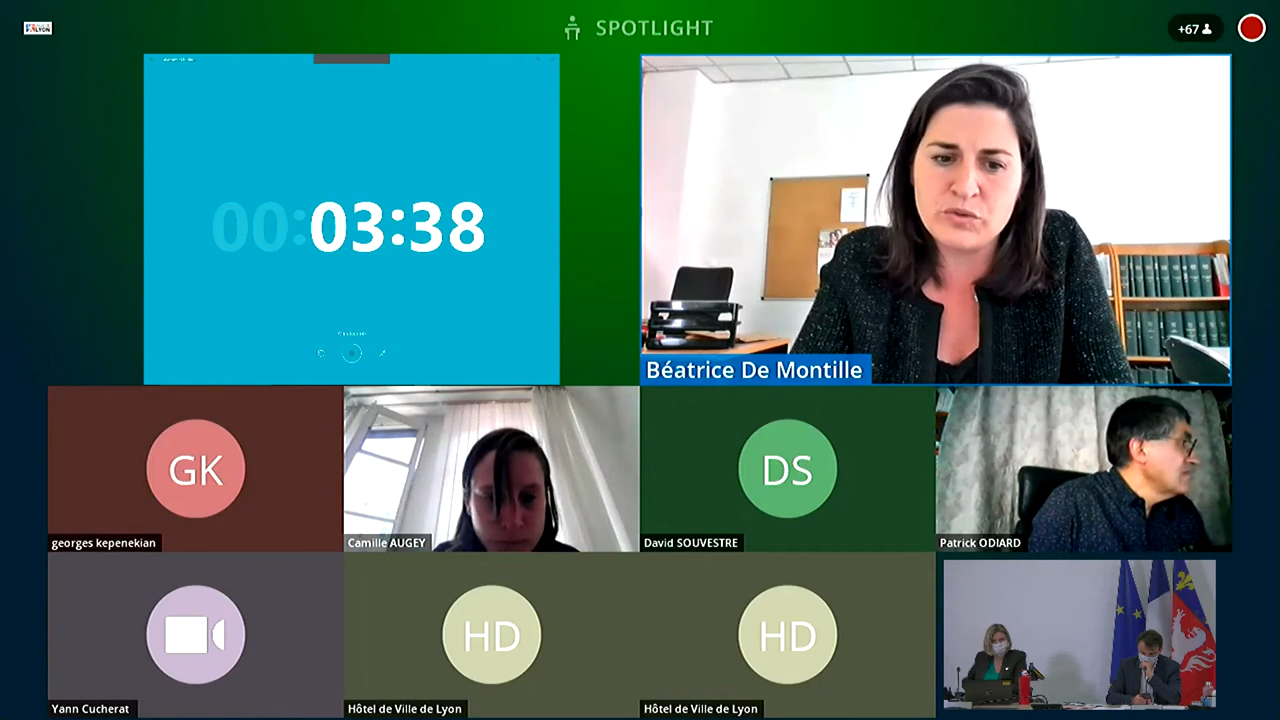 LYON
SPOTLIGHT
+67
00:03:38
Béatrice De Montille
GK
georges kepenekian
Camille AUGEY
DS
David SOUVESTRE
Patrick ODIARD
Yann Cucherat
HD
Hôtel de Ville de Lyon
HD
Hôtel de Ville de Lyon